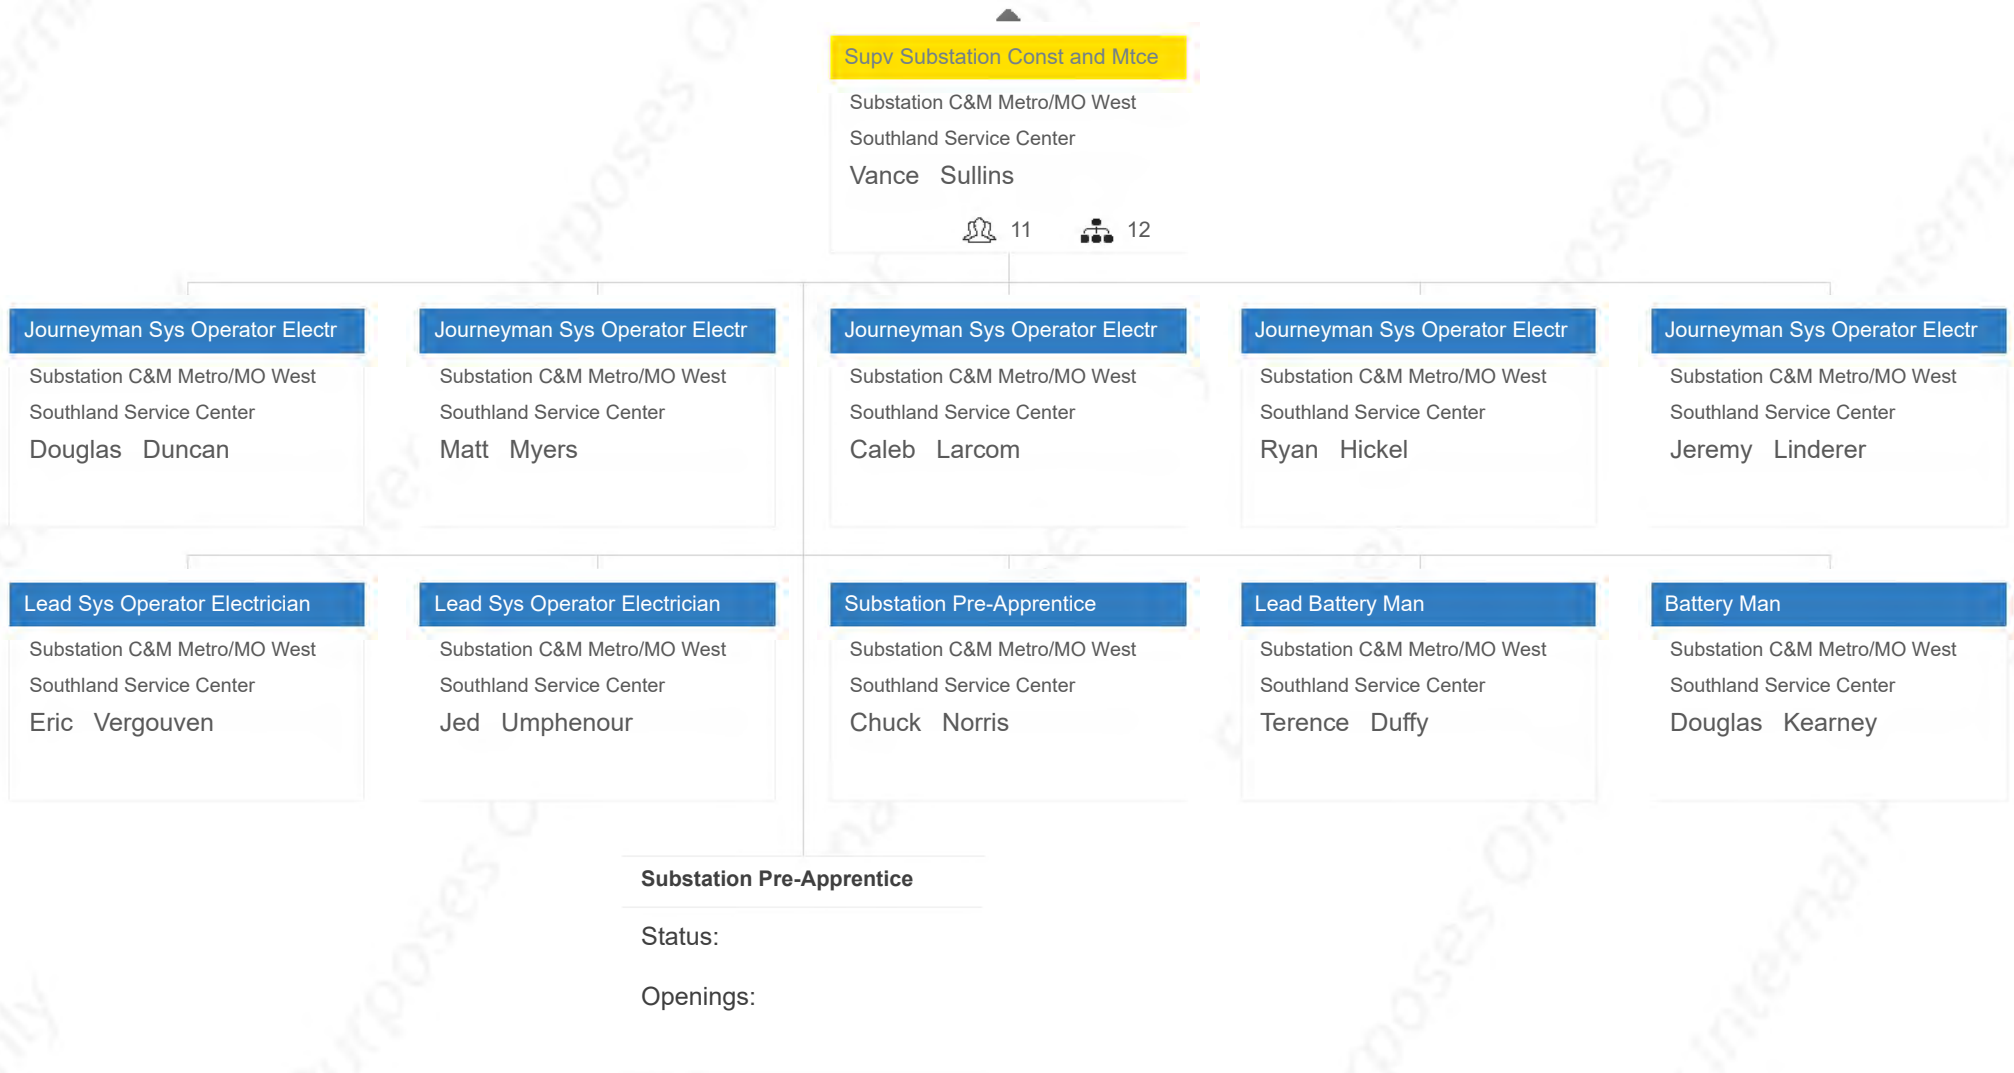 Supv Substation Const and Mtce
Substation C&M Metro/MO West
Southland Service Center
Vance Sullins
11 12
Journeyman Sys Operator Electr
Substation C&M Metro/MO West
Southland Service Center
Douglas Duncan
Journeyman Sys Operator Electr
Substation C&M Metro/MO West
Southland Service Center
Matt Myers
Journeyman Sys Operator Electr
Substation C&M Metro/MO West
Southland Service Center
Caleb Larcom
Journeyman Sys Operator Electr
Substation C&M Metro/MO West
Southland Service Center
Ryan Hickel
Journeyman Sys Operator Electr
Substation C&M Metro/MO West
Southland Service Center
Jeremy Linderer
Lead Sys Operator Electrician
Substation C&M Metro/MO West
Southland Service Center
Eric Vergouven
Lead Sys Operator Electrician
Substation C&M Metro/MO West
Southland Service Center
Jed Umphenour
Substation Pre-Apprentice
Substation C&M Metro/MO West
Southland Service Center
Chuck Norris
Lead Battery Man
Substation C&M Metro/MO West
Southland Service Center
Terence Duffy
Battery Man
Substation C&M Metro/MO West
Southland Service Center
Douglas Kearney
Substation Pre-Apprentice
Status:
Openings: